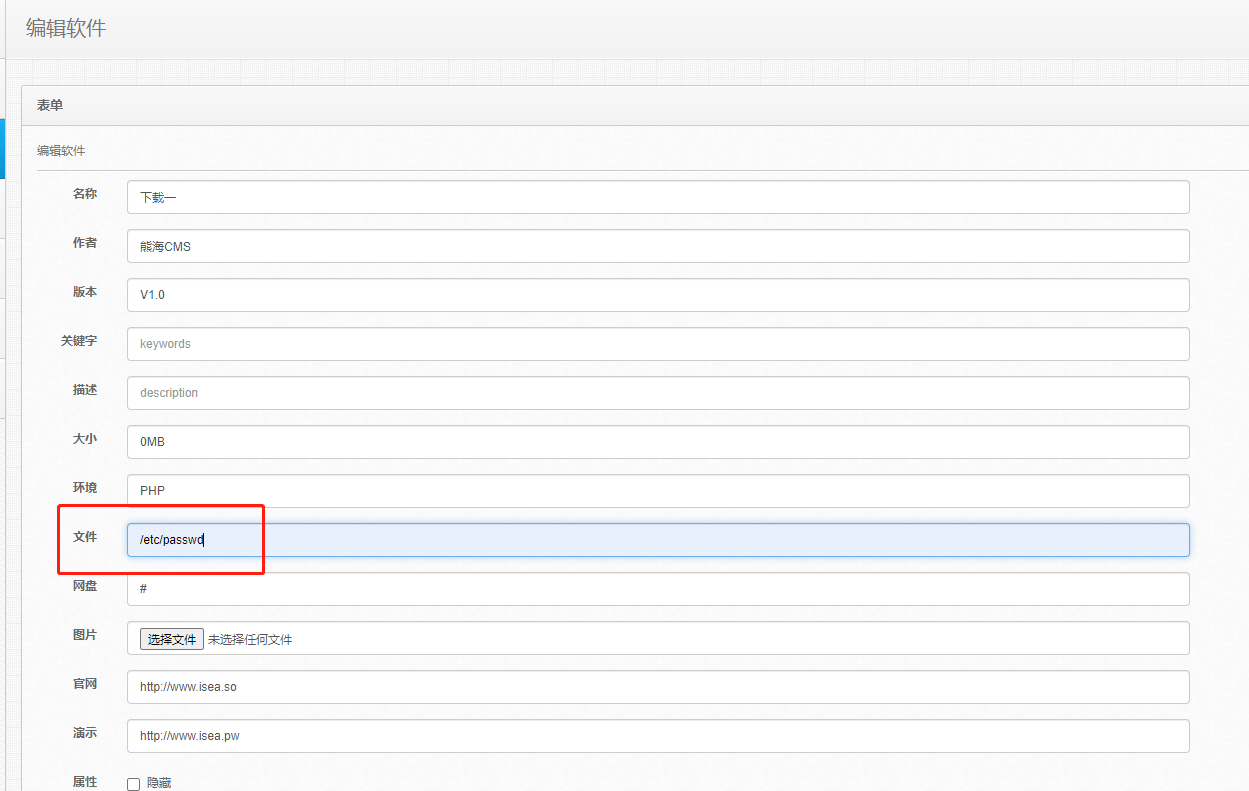 编辑软件
表单
编辑软件
名称 下载一
作者 熊海CMS
版本 V1.0
关键字 keywords
描述 description
大小 0MB
环境 PHP
文件 /etc/passwd
网盘 #
图片 选择文件 未选择任何文件
官网 http://www.isea.so
演示 http://www.isea.pw
属性 隐藏